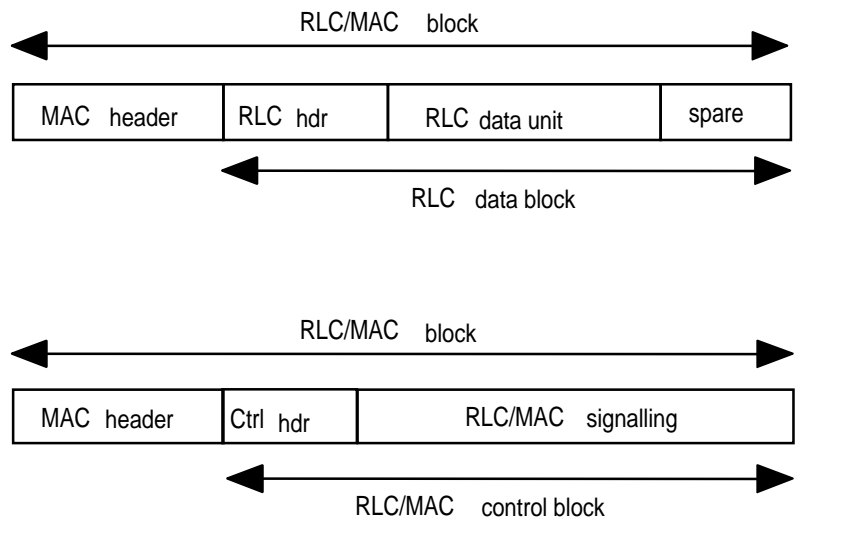 RLC/MAC block
MAC header RLC hdr RLC data unit spare
RLC data block
RLC/MAC block
MAC header Ctrl hdr RLC/MAC signalling
RLC/MAC control block